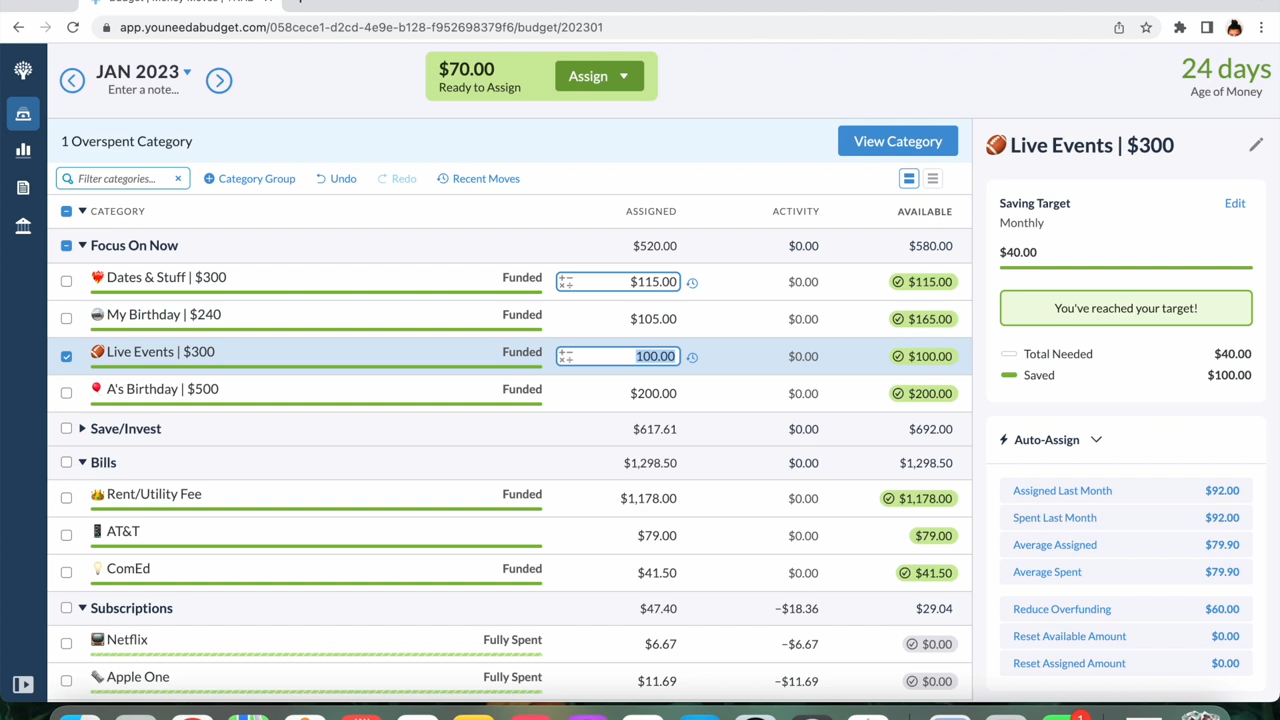 app.youneedabudget.com/058cece1-d2cd-4e9e-b128-f952698379f6/budget/202301
JAN 2023
Enter a note...
$70.00
Ready to Assign
Assign
24 days
Age of Money
1 Overspent Category
View Category
Filter categories...
Category Group
Undo
Redo
Recent Moves
CATEGORY ASSIGNED ACTIVITY AVAILABLE
Focus On Now $520.00 $0.00 $580.00
Dates & Stuff | $300 Funded $115.00 $0.00 $115.00
My Birthday | $240 Funded $105.00 $0.00 $165.00
Live Events | $300 Funded 100.00 $0.00 $100.00
A's Birthday | $500 Funded $200.00 $0.00 $200.00
Save/Invest $617.61 $0.00 $692.00
Bills $1,298.50 $0.00 $1,298.50
Rent/Utility Fee Funded $1,178.00 $0.00 $1,178.00
AT&T $79.00 $0.00 $79.00
ComEd Funded $41.50 $0.00 $41.50
Subscriptions $47.40 −$18.36 $29.04
Netflix Fully Spent $6.67 −$6.67 $0.00
Apple One Fully Spent $11.69 −$11.69 $0.00
Live Events | $300
Saving Target Edit
Monthly
$40.00
You've reached your target!
Total Needed $40.00
Saved $100.00
Auto-Assign
Assigned Last Month $92.00
Spent Last Month $92.00
Average Assigned $79.90
Average Spent $79.90
Reduce Overfunding $60.00
Reset Available Amount $0.00
Reset Assigned Amount $0.00
1